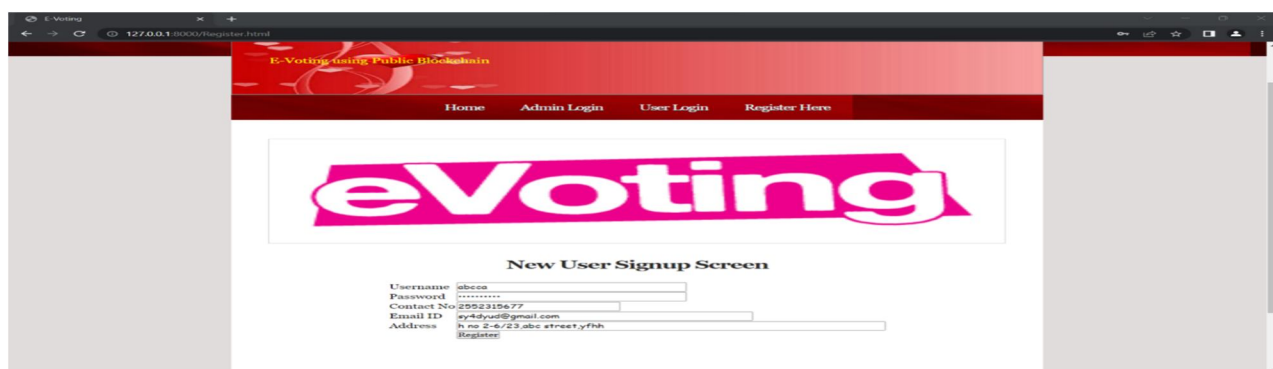 E-Voting
127.0.0.1:8000/Register.html
E-Voting using Public Blockchain
Home Admin Login User Login Register Here
eVoting
New User Signup Screen
Username abcca
Password ••••••••••
Contact No 2552315677
Email ID sy4dyud@gmail.com
Address h no 2-6/23,abc street,yfhh
Register